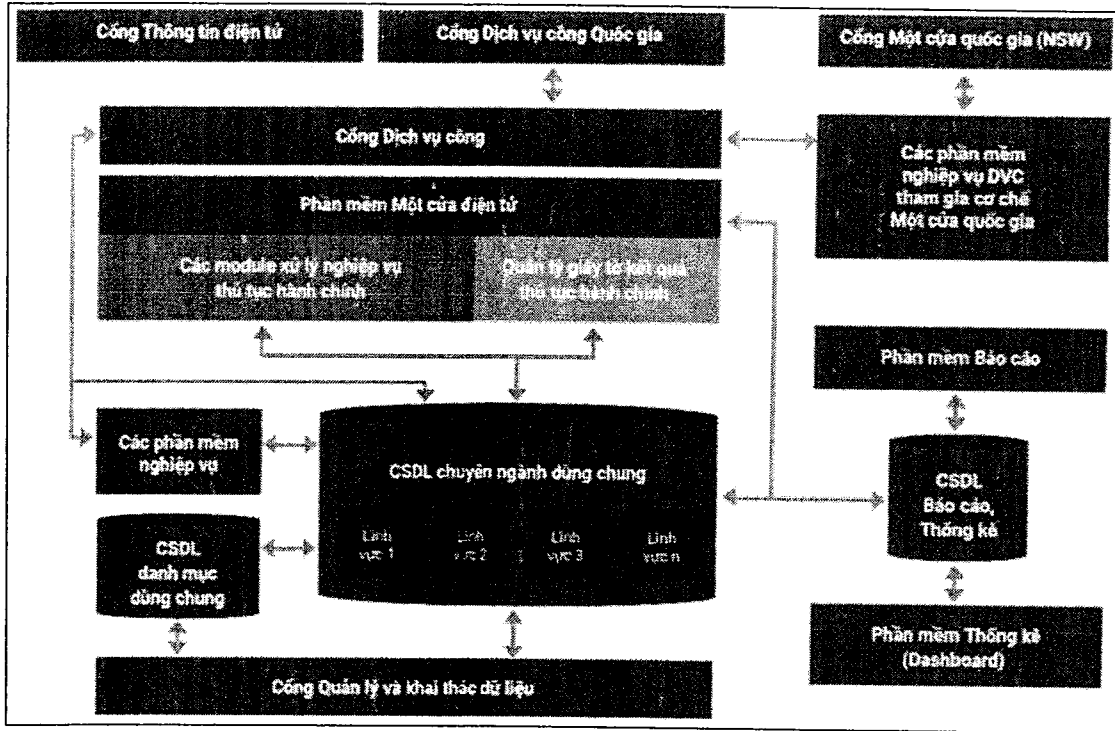 Cổng Thông tin điện tử
Cổng Dịch vụ công Quốc gia
Cổng Một cửa quốc gia (NSW)
Cổng Dịch vụ công
Các phần mềm
nghiệp vụ DVC
tham gia cơ chế
Một cửa quốc gia
Phần mềm Một cửa điện tử
Các module xử lý nghiệp vụ
thủ tục hành chính
Quản lý giấy tờ kết quả
thủ tục hành chính
Phần mềm Báo cáo
Các phần mềm
nghiệp vụ
CSDL chuyên ngành dùng chung
Lĩnh
vực 1
Lĩnh
vực 2
Lĩnh
vực 3
Lĩnh
vực n
CSDL
Báo cáo,
Thống kê
CSDL
danh mục
dùng chung
Phần mềm Thống kê
(Dashboard)
Cổng Quản lý và khai thác dữ liệu